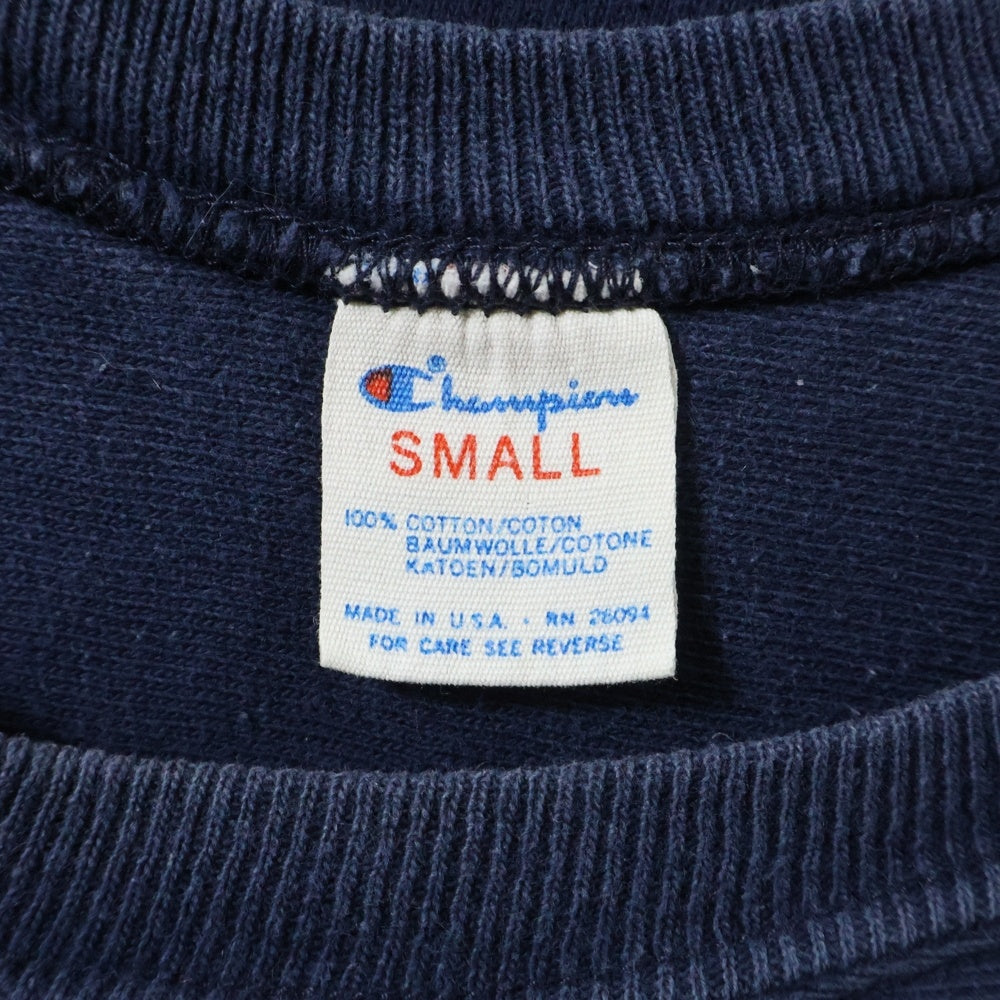 Champion®
SMALL
100% COTTON/COTON
BAUMWOLLE/COTONE
KATOEN/BOMULD
MADE IN U.S.A. • RN 26094
FOR CARE SEE REVERSE